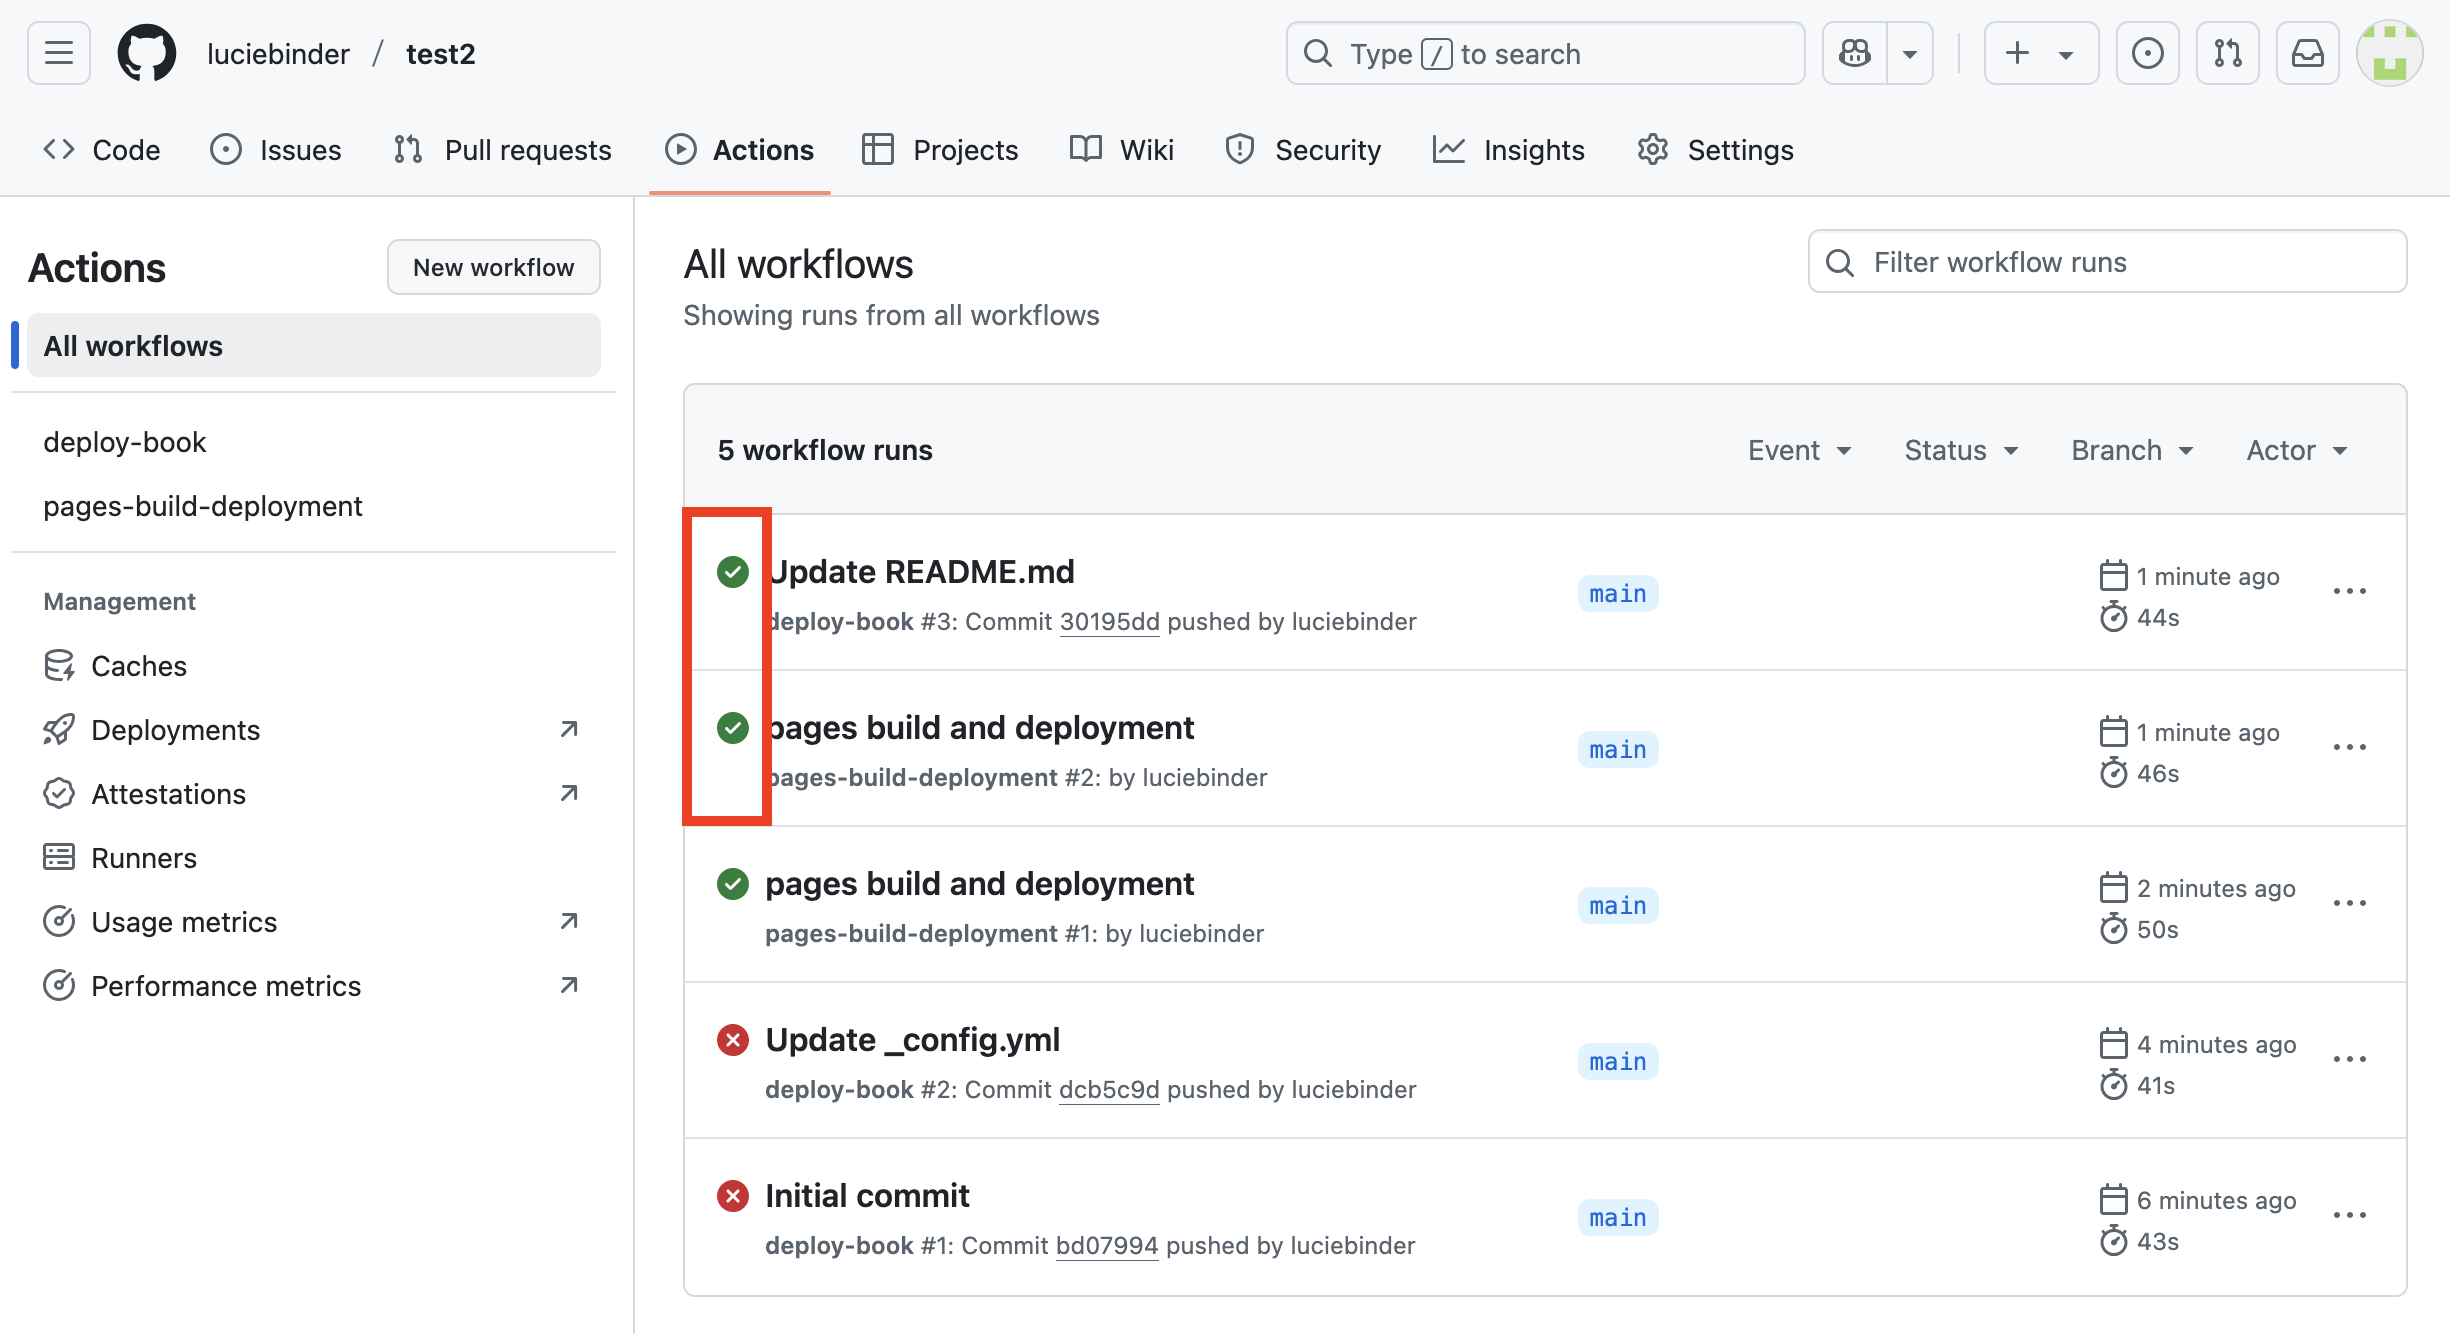 luciebinder / test2
Type / to search
Code
Issues
Pull requests
Actions
Projects
Wiki
Security
Insights
Settings
Actions
New workflow
All workflows
deploy-book
pages-build-deployment
Management
Caches
Deployments
Attestations
Runners
Usage metrics
Performance metrics
All workflows
Showing runs from all workflows
Filter workflow runs
5 workflow runs
Event
Status
Branch
Actor
Update README.md
deploy-book #3: Commit 30195dd pushed by luciebinder
main
1 minute ago
44s
pages build and deployment
pages-build-deployment #2: by luciebinder
main
1 minute ago
46s
pages build and deployment
pages-build-deployment #1: by luciebinder
main
2 minutes ago
50s
Update _config.yml
deploy-book #2: Commit dcb5c9d pushed by luciebinder
main
4 minutes ago
41s
Initial commit
deploy-book #1: Commit bd07994 pushed by luciebinder
main
6 minutes ago
43s